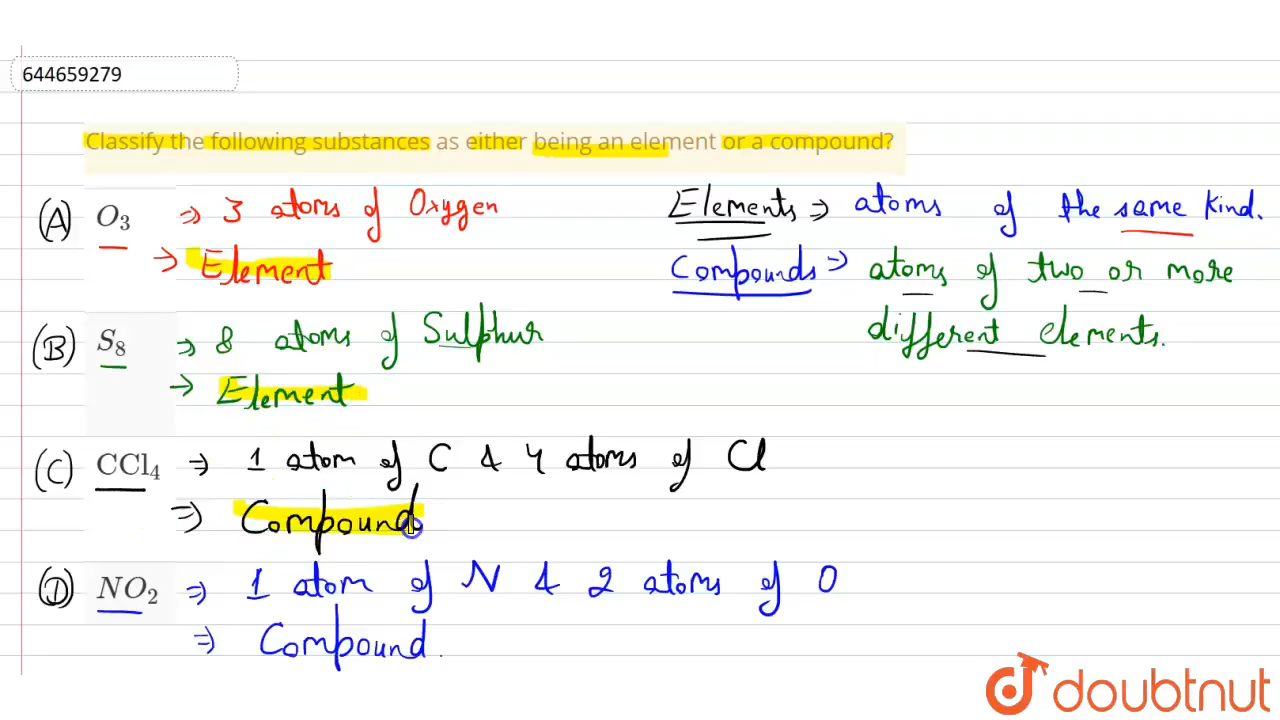 644659279
Classify the following substances as either being an element or a compound?
(A) O₃ ⇒ 3 atoms of Oxygen
→ Element
Elements ⇒ atoms of the same kind.
Compounds ⇒ atoms of two or more
different elements.
(B) S₈ ⇒ 8 atoms of Sulphur
→ Element
(C) CCl₄ ⇒ 1 atom of C & 4 atoms of Cl
⇒ Compound
(D) NO₂ ⇒ 1 atom of N & 2 atoms of O
⇒ Compound.
doubtnut